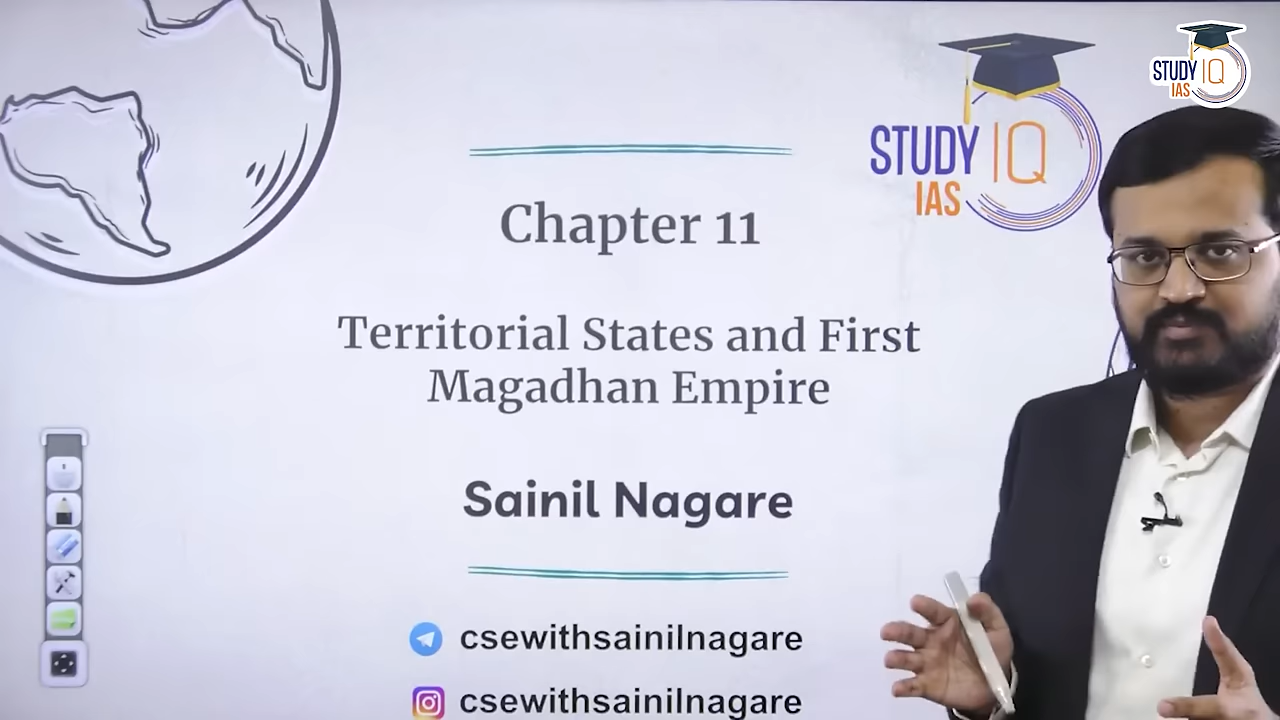 STUDY IQ
IAS
STUDY IQ
IAS
Chapter 11
Territorial States and First
Magadhan Empire
Sainil Nagare
csewithsainilnagare
csewithsainilnagare